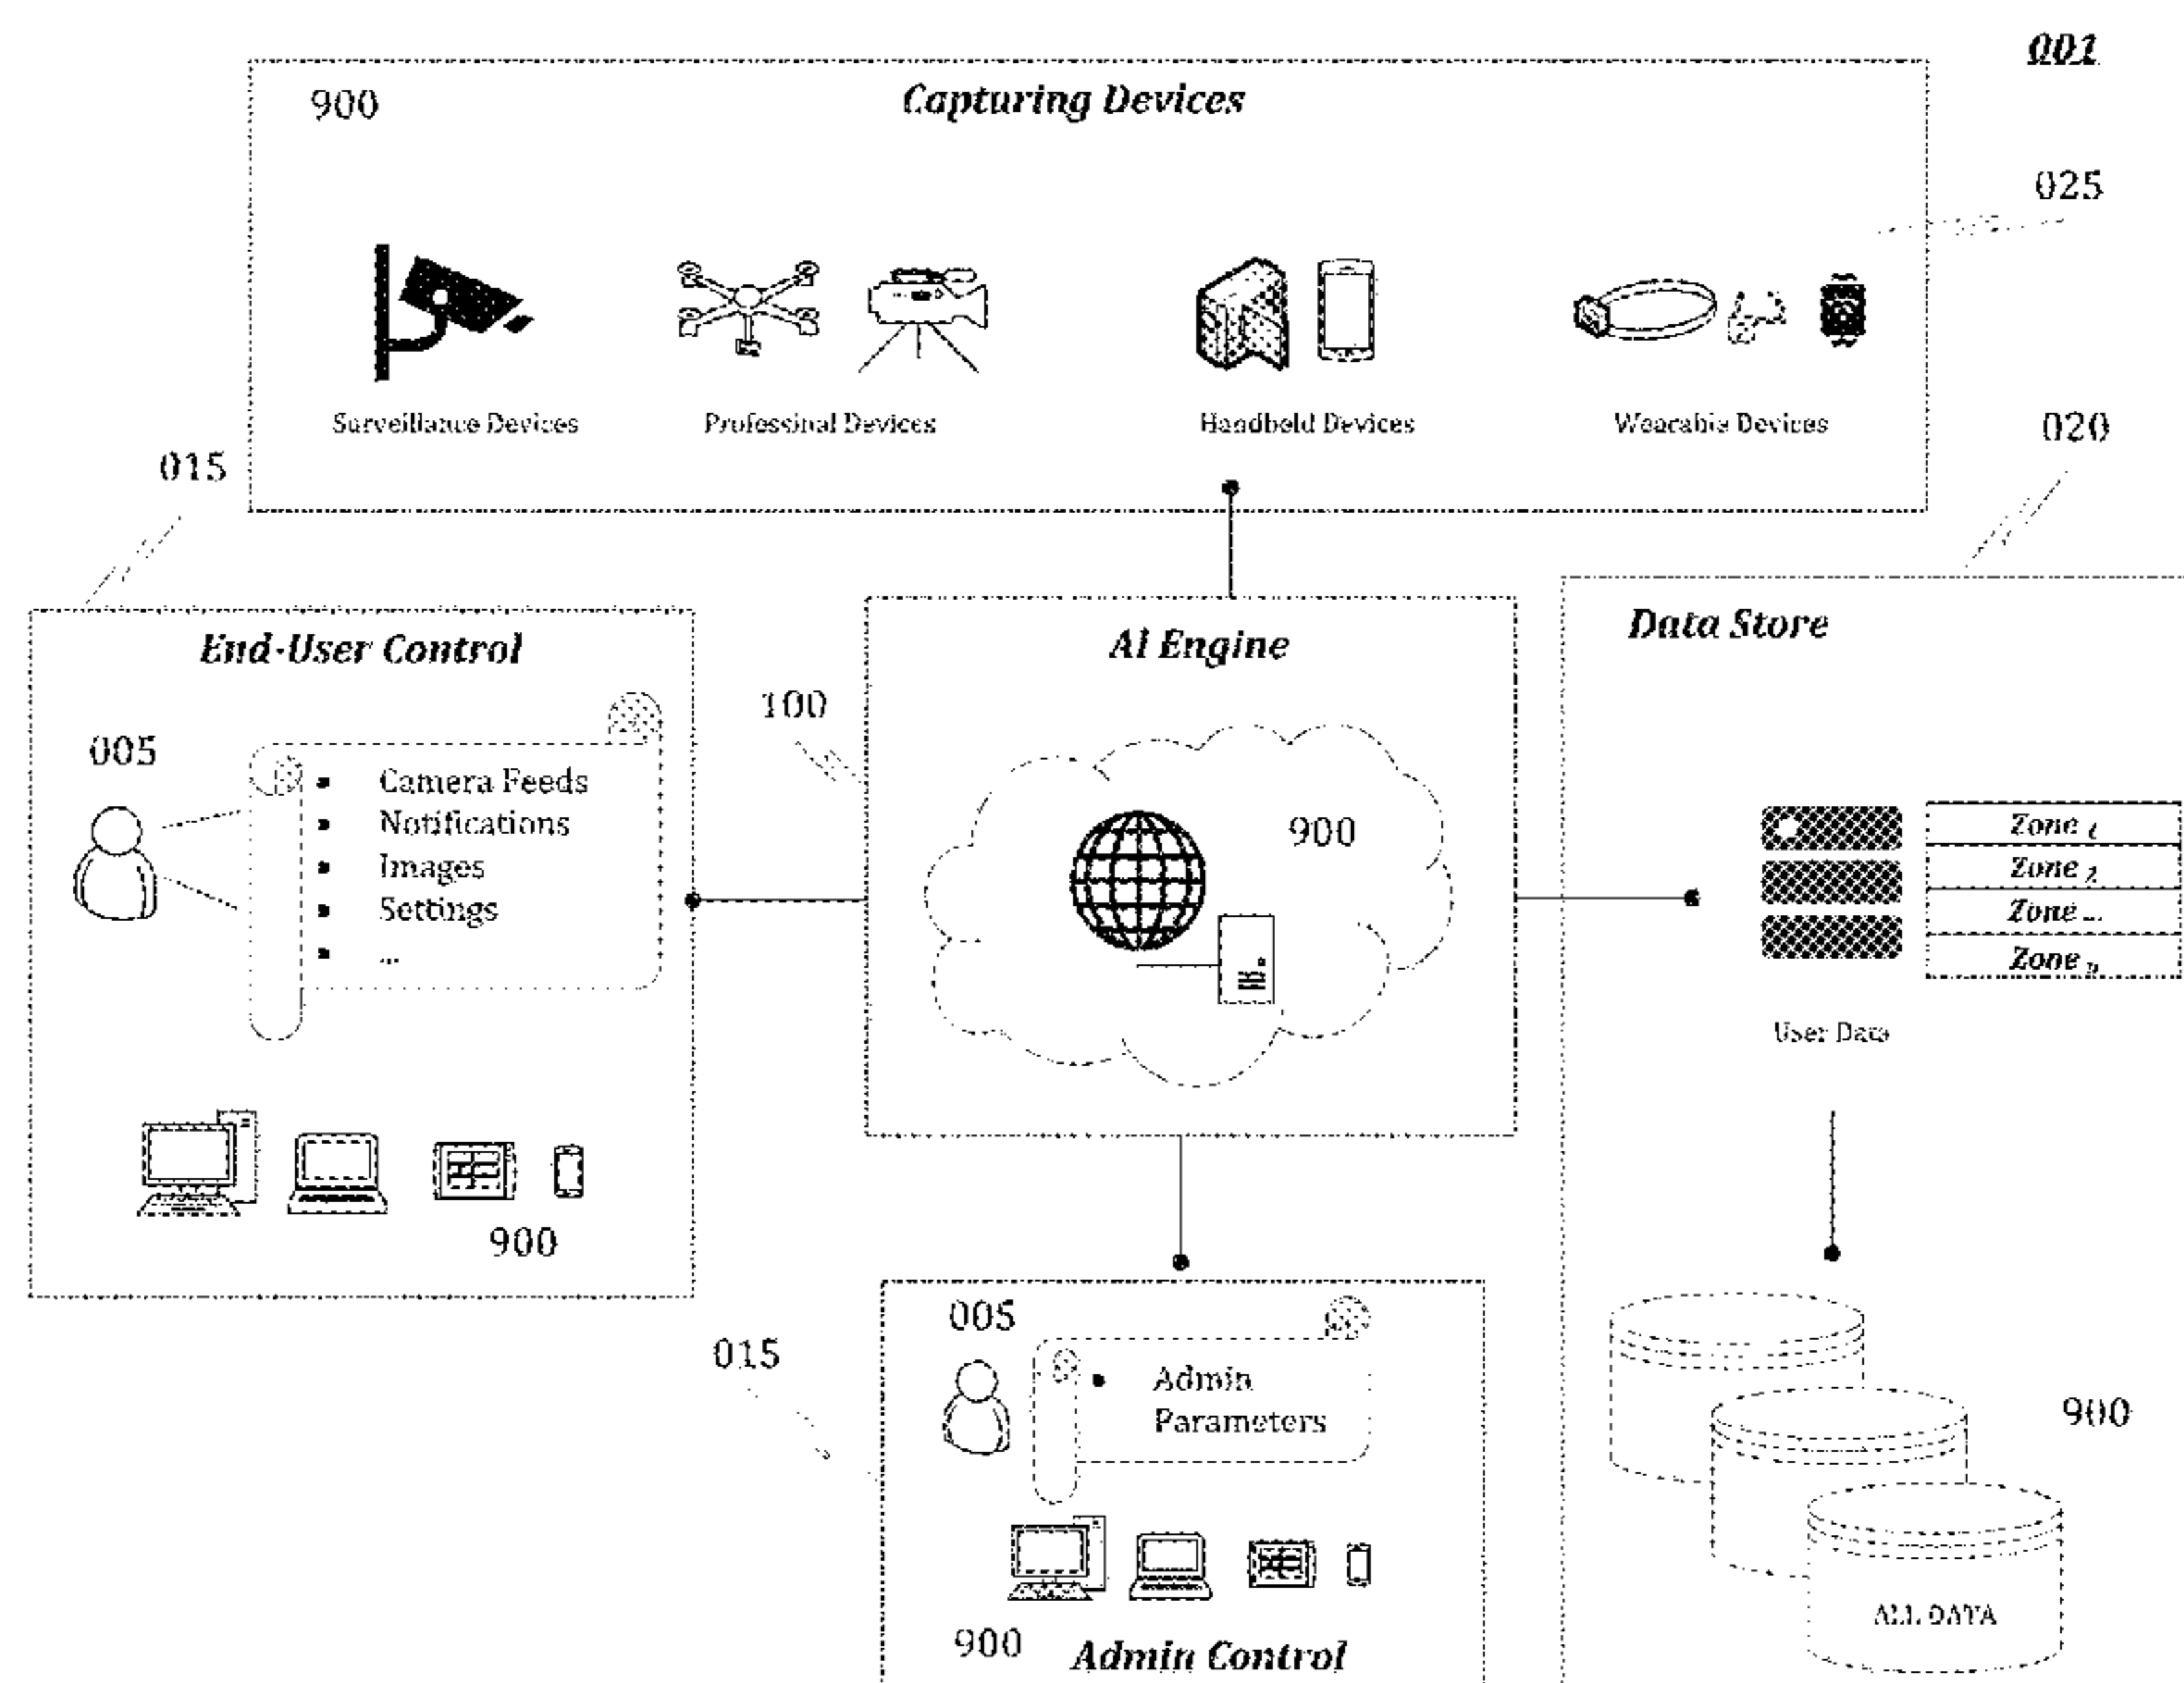 001
900
Capturing Devices
025
Surveillance Devices
Professinal Devices
Handheld Devices
Wearable Devices
020
015
End-User Control
005
• Camera Feeds
• Notifications
• Images
• Settings
• ...
900
100
AI Engine
900
Data Store
Zone 1
Zone 2
Zone ...
Zone n
User Data
900
ALL DATA
015
005
• Admin
Parameters
900
Admin Control